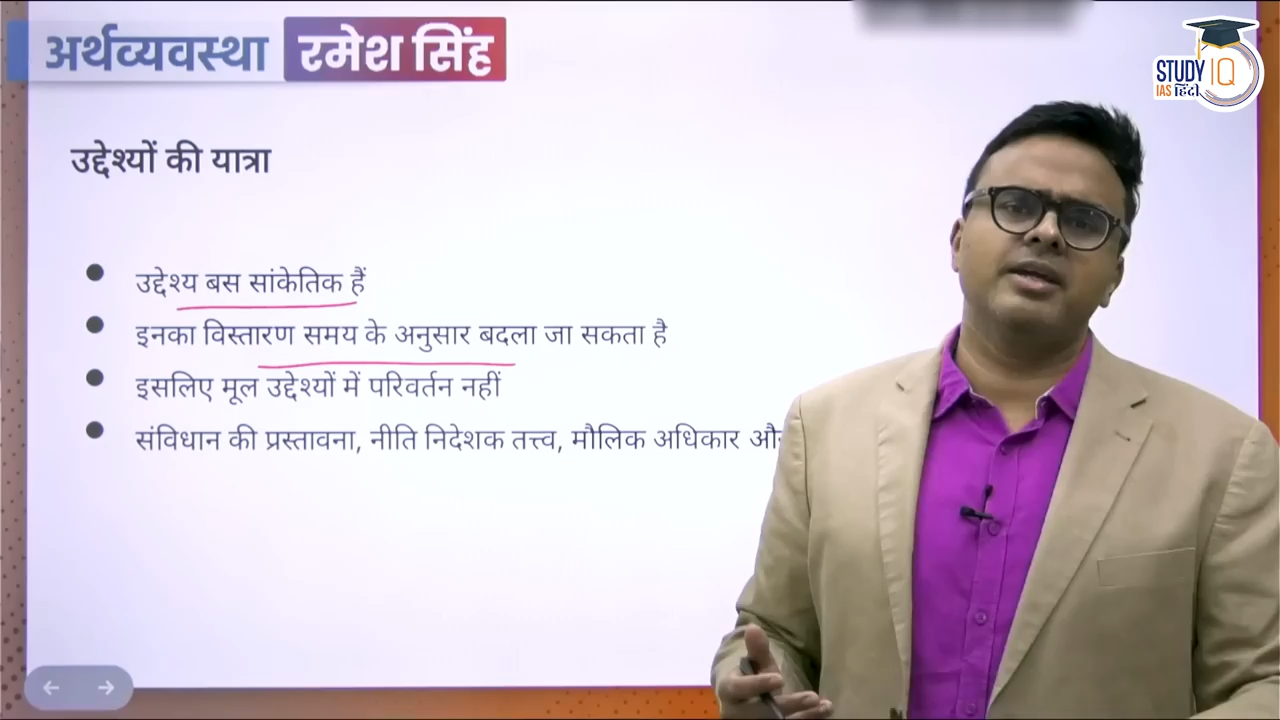 अर्थव्यवस्था रमेश सिंह
STUDY IQ
IAS हिंदी
उद्देश्यों की यात्रा
उद्देश्य बस सांकेतिक हैं
इनका विस्तारण समय के अनुसार बदला जा सकता है
इसलिए मूल उद्देश्यों में परिवर्तन नहीं
संविधान की प्रस्तावना, नीति निदेशक तत्त्व, मौलिक अधिकार